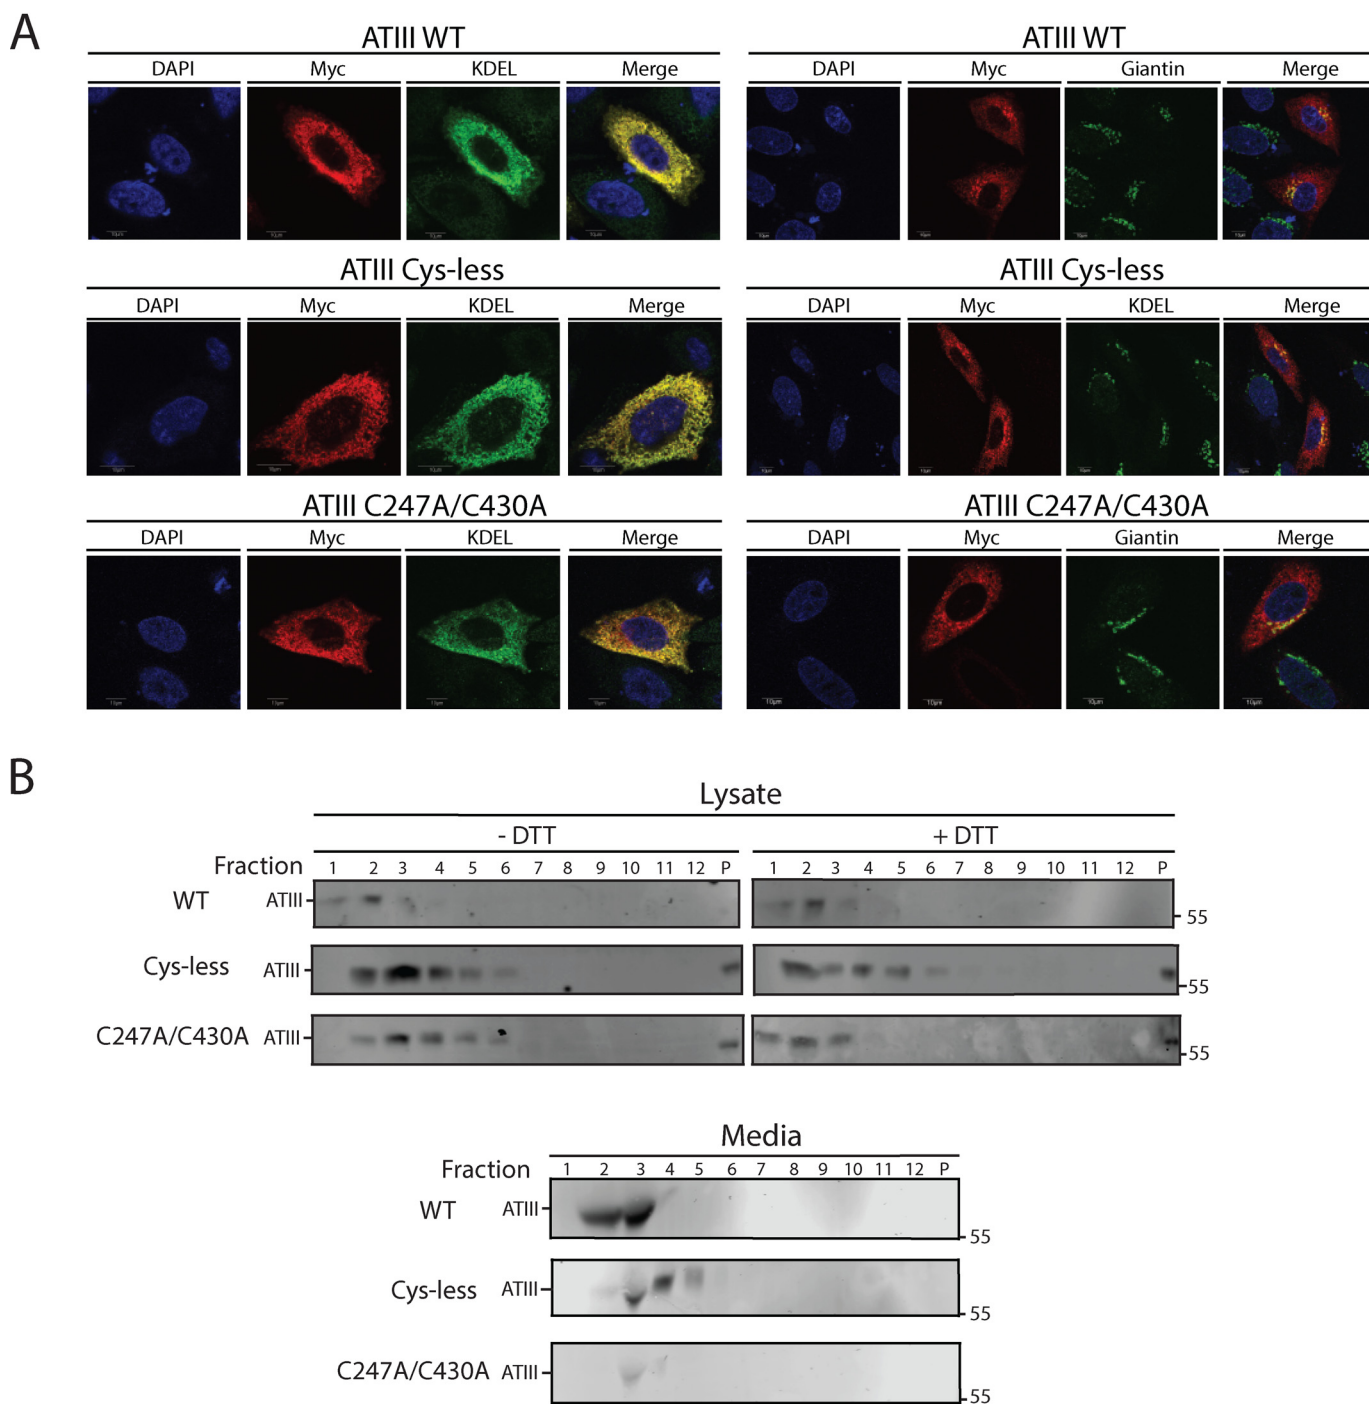 A
ATIII WT
DAPI Myc KDEL Merge
ATIII WT
DAPI Myc Giantin Merge
ATIII Cys-less
DAPI Myc KDEL Merge
ATIII Cys-less
DAPI Myc KDEL Merge
ATIII C247A/C430A
DAPI Myc KDEL Merge
ATIII C247A/C430A
DAPI Myc Giantin Merge
10µm 10µm 10µm
B
Lysate
- DTT + DTT
Fraction 1 2 3 4 5 6 7 8 9 10 11 12 P 1 2 3 4 5 6 7 8 9 10 11 12 P
WT ATIII 55
Cys-less ATIII 55
C247A/C430A ATIII 55
Media
Fraction 1 2 3 4 5 6 7 8 9 10 11 12 P
WT ATIII 55
Cys-less ATIII 55
C247A/C430A ATIII 55